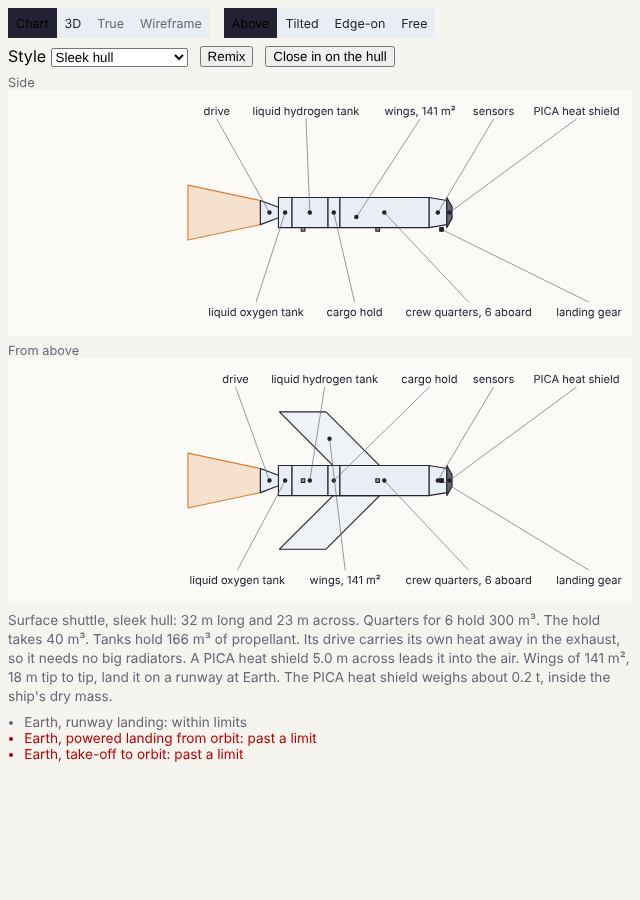 Chart 3D True Wireframe Above Tilted Edge-on Free
Style Sleek hull Remix Close in on the hull
Side
drive liquid hydrogen tank wings, 141 m² sensors PICA heat shield
liquid oxygen tank cargo hold crew quarters, 6 aboard landing gear
From above
drive liquid hydrogen tank cargo hold sensors PICA heat shield
liquid oxygen tank wings, 141 m² crew quarters, 6 aboard landing gear
Surface shuttle, sleek hull: 32 m long and 23 m across. Quarters for 6 hold 300 m³. The hold
takes 40 m³. Tanks hold 166 m³ of propellant. Its drive carries its own heat away in the exhaust,
so it needs no big radiators. A PICA heat shield 5.0 m across leads it into the air. Wings of 141 m²,
18 m tip to tip, land it on a runway at Earth. The PICA heat shield weighs about 0.2 t, inside the
ship's dry mass.
• Earth, runway landing: within limits
• Earth, powered landing from orbit: past a limit
• Earth, take-off to orbit: past a limit